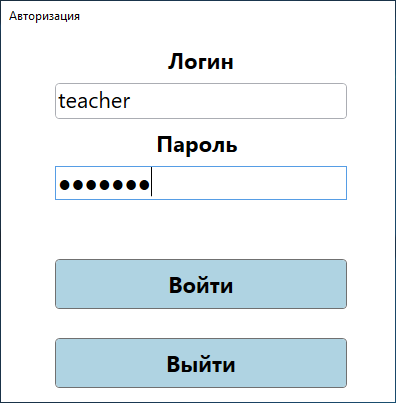 Авторизация
Логин
teacher
Пароль
●●●●●●●
Войти
Выйти